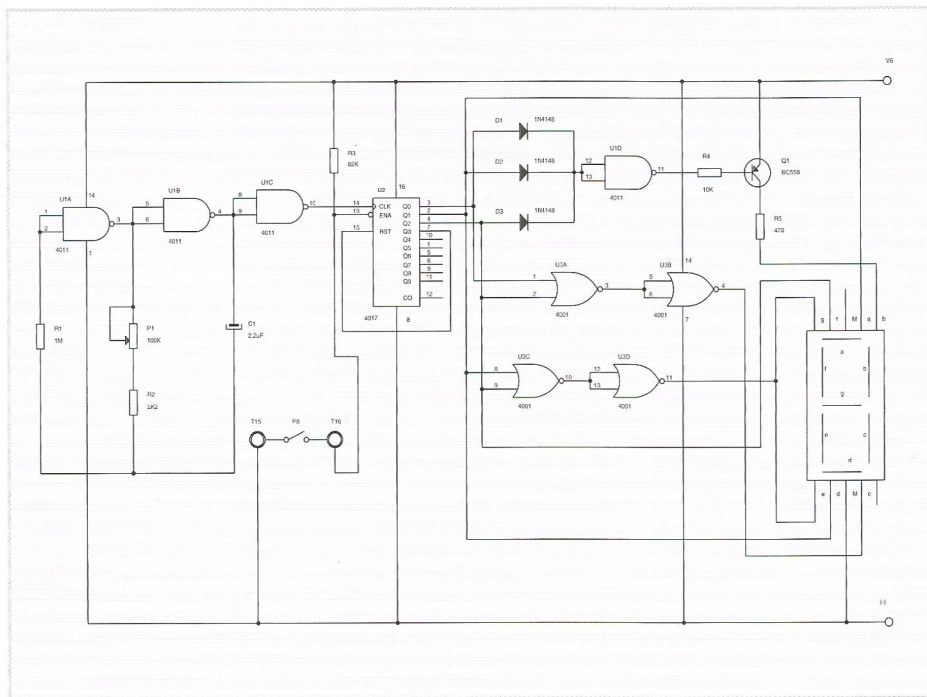 V6
D1
1N4148
U1D
12
13
11
4011
R4
10K
Q1
BC558
D2
1N4148
D3
1N4148
R5
470
R3
82K
16
U2
14
CLK
13
ENA
15
RST
Q0
Q1
Q2
Q3
Q4
Q5
Q6
Q7
Q8
Q9
CO
3
2
4
7
10
1
5
6
9
11
12
4017
8
14
U1A
1
2
3
4011
7
U1B
5
6
4
4011
U1C
8
9
10
4011
R1
1M
P1
100K
R2
2K2
C1
2.2uF
T15
P8
T16
U3A
1
2
3
4001
U3B
14
5
6
4
4001
7
U3C
8
9
10
4001
U3D
12
13
11
4001
g f M a b
a
f b
g
e c
d
e d M c
(-)